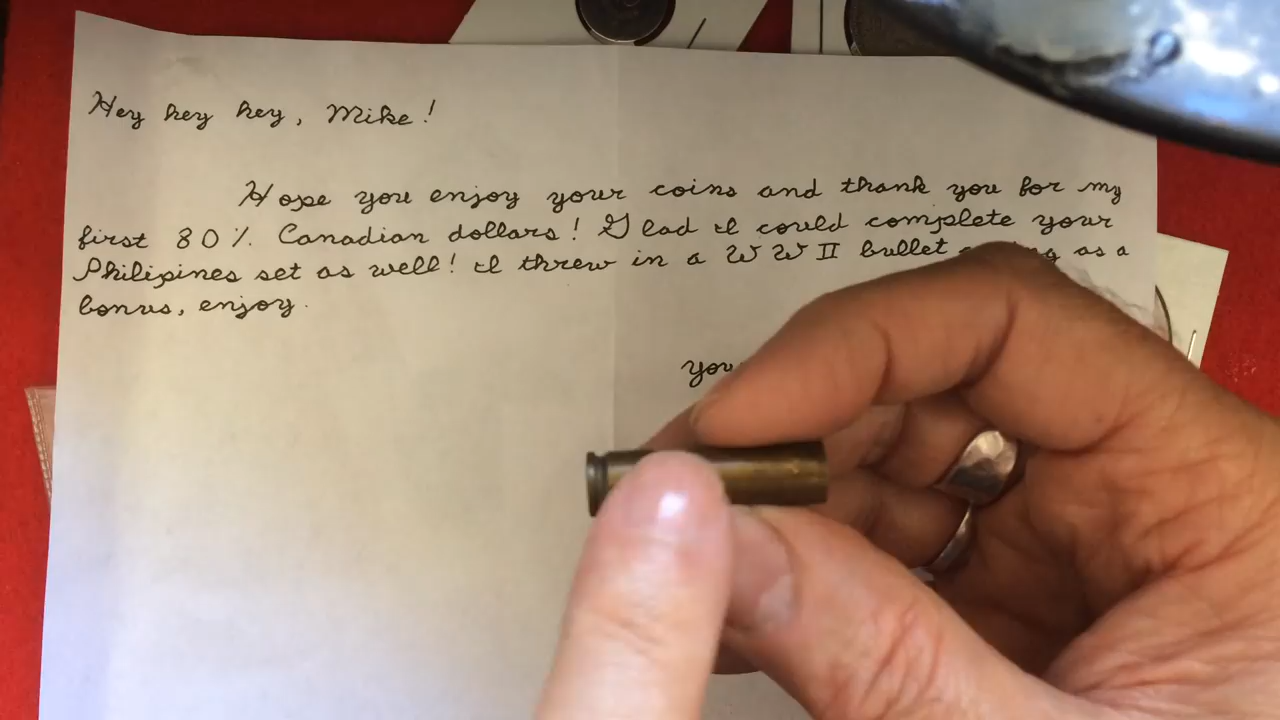 Hey hey hey, Mike!
Hope you enjoy your coins and thank you for my
first 80%. Canadian dollars! Glad I could complete your
Philipines set as well! I threw in a WWII bullet as a
bonus, enjoy.